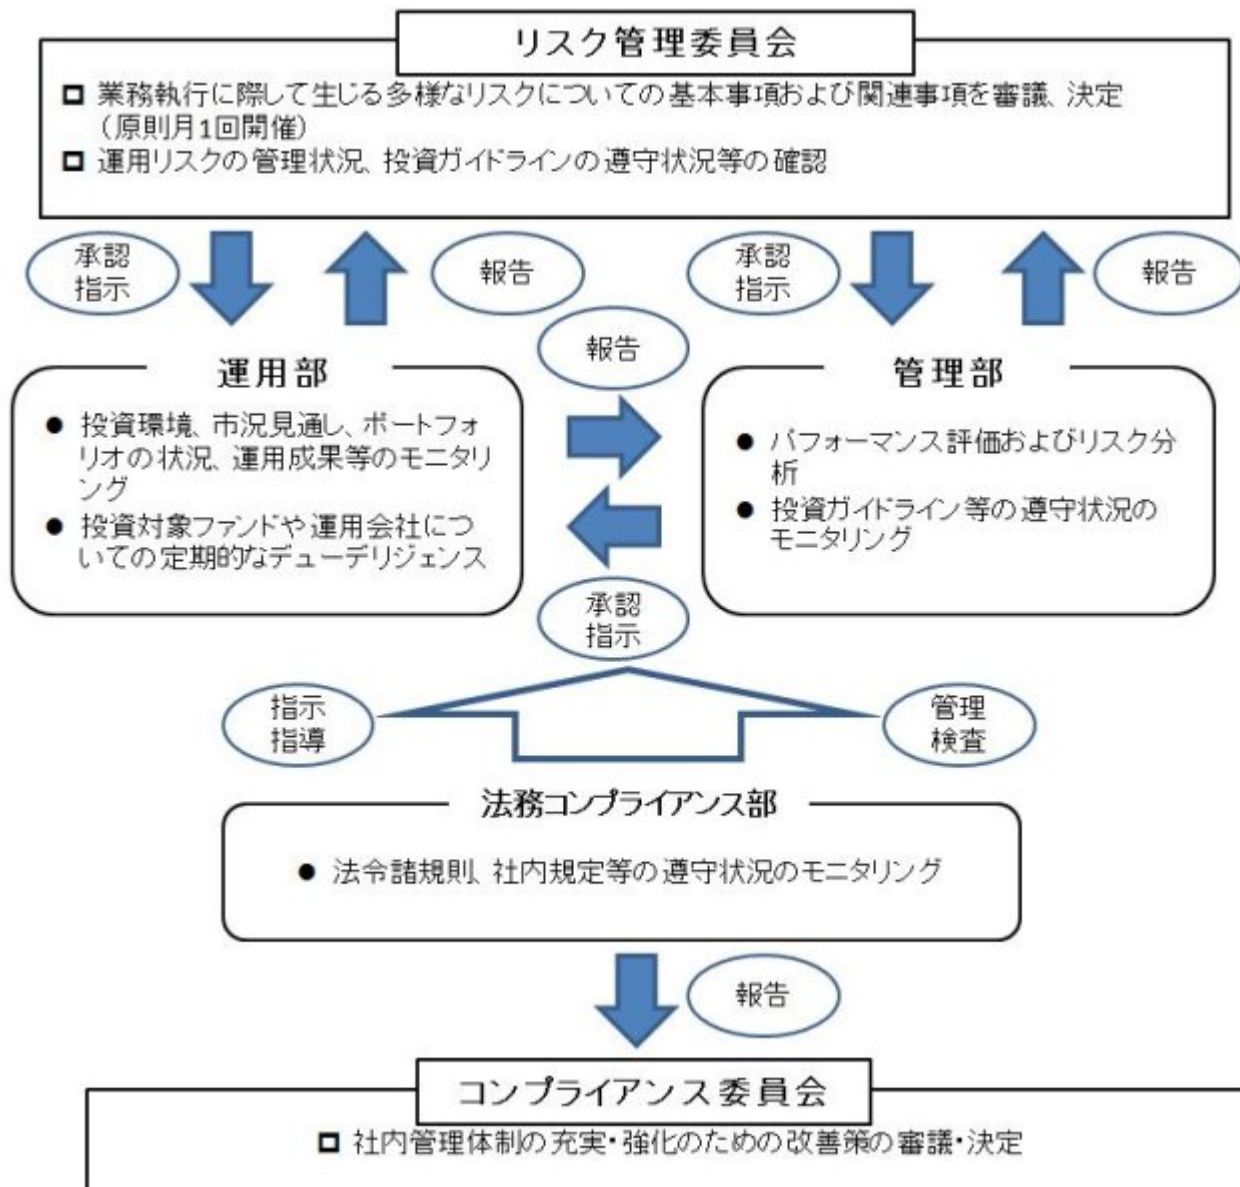 リスク管理委員会
業務執行に際して生じる多様なリスクについての基本事項および関連事項を審議、決定
(原則月1回開催)
運用リスクの管理状況、投資ガイドラインの遵守状況等の確認
承認
指示
報告
承認
指示
報告
報告
運用部
投資環境、市況見通し、ポートフォ
リオの状況、運用成果等のモニタリ
ング
投資対象ファンドや運用会社につ
いての定期的なデューデリジェンス
管理部
パフォーマンス評価およびリスク分
析
投資ガイドライン等の遵守状況の
モニタリング
承認
指示
指示
指導
管理
検査
法務コンプライアンス部
法令諸規則、社内規定等の遵守状況のモニタリング
報告
コンプライアンス委員会
社内管理体制の充実・強化のための改善策の審議・決定